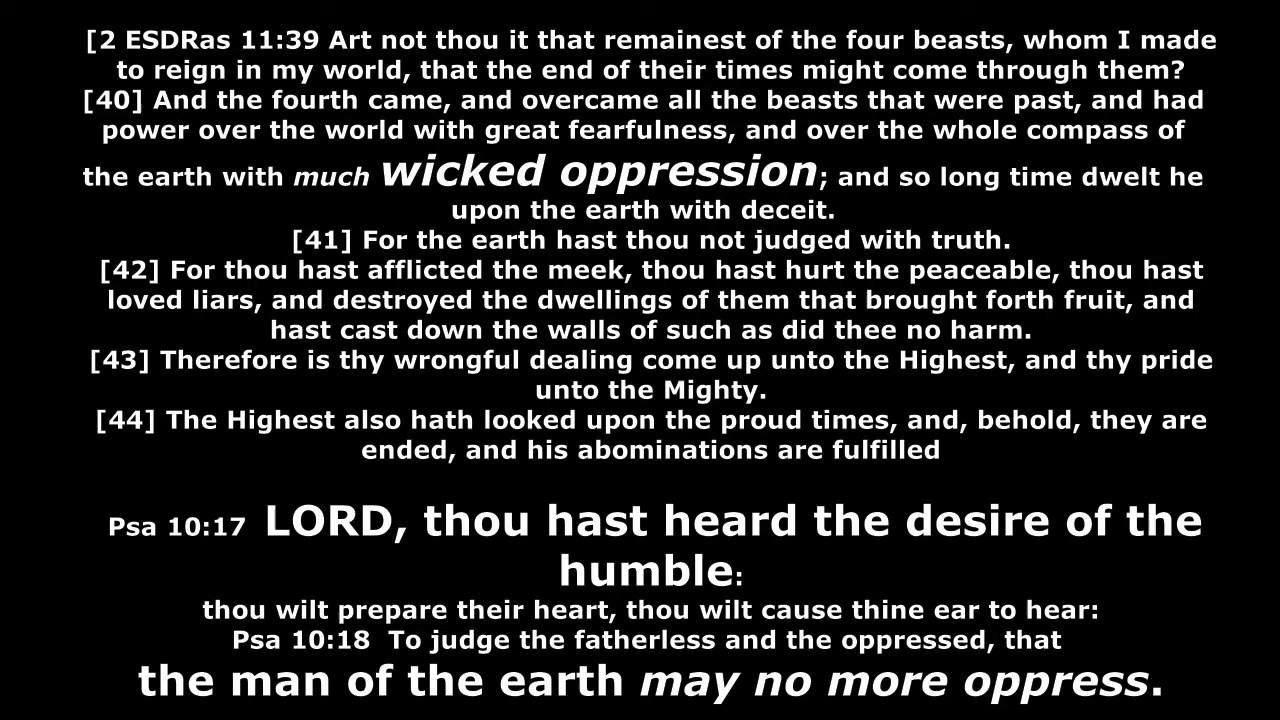 [2 ESDRas 11:39 Art not thou it that remainest of the four beasts, whom I made
to reign in my world, that the end of their times might come through them?
[40] And the fourth came, and overcame all the beasts that were past, and had
power over the world with great fearfulness, and over the whole compass of
the earth with much wicked oppression; and so long time dwelt he
upon the earth with deceit.
[41] For the earth hast thou not judged with truth.
[42] For thou hast afflicted the meek, thou hast hurt the peaceable, thou hast
loved liars, and destroyed the dwellings of them that brought forth fruit, and
hast cast down the walls of such as did thee no harm.
[43] Therefore is thy wrongful dealing come up unto the Highest, and thy pride
unto the Mighty.
[44] The Highest also hath looked upon the proud times, and, behold, they are
ended, and his abominations are fulfilled
Psa 10:17 LORD, thou hast heard the desire of the
humble:
thou wilt prepare their heart, thou wilt cause thine ear to hear:
Psa 10:18 To judge the fatherless and the oppressed, that
the man of the earth may no more oppress.